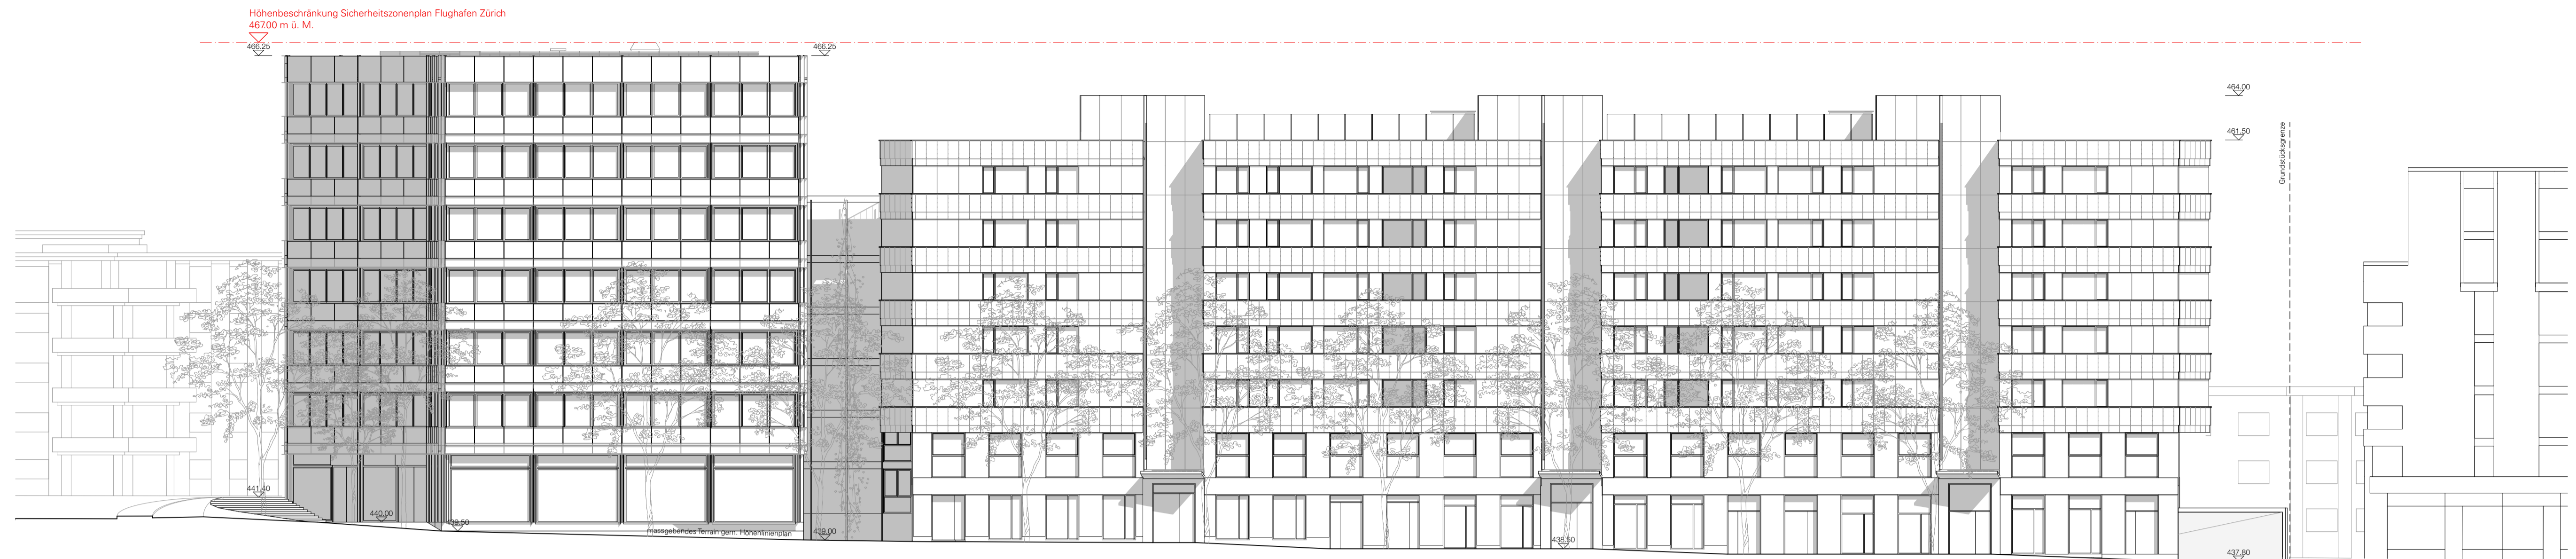 Höhenbeschränkung Sicherheitszonenplan Flughafen Zürich
467.00 m ü. M.
466.25
466.25
464.00
461.50
Grundstücksgrenze
441.40
440.00
439.50
massgebendes Terrain gem. Höhenlinienplan
439.00
438.50
437.80